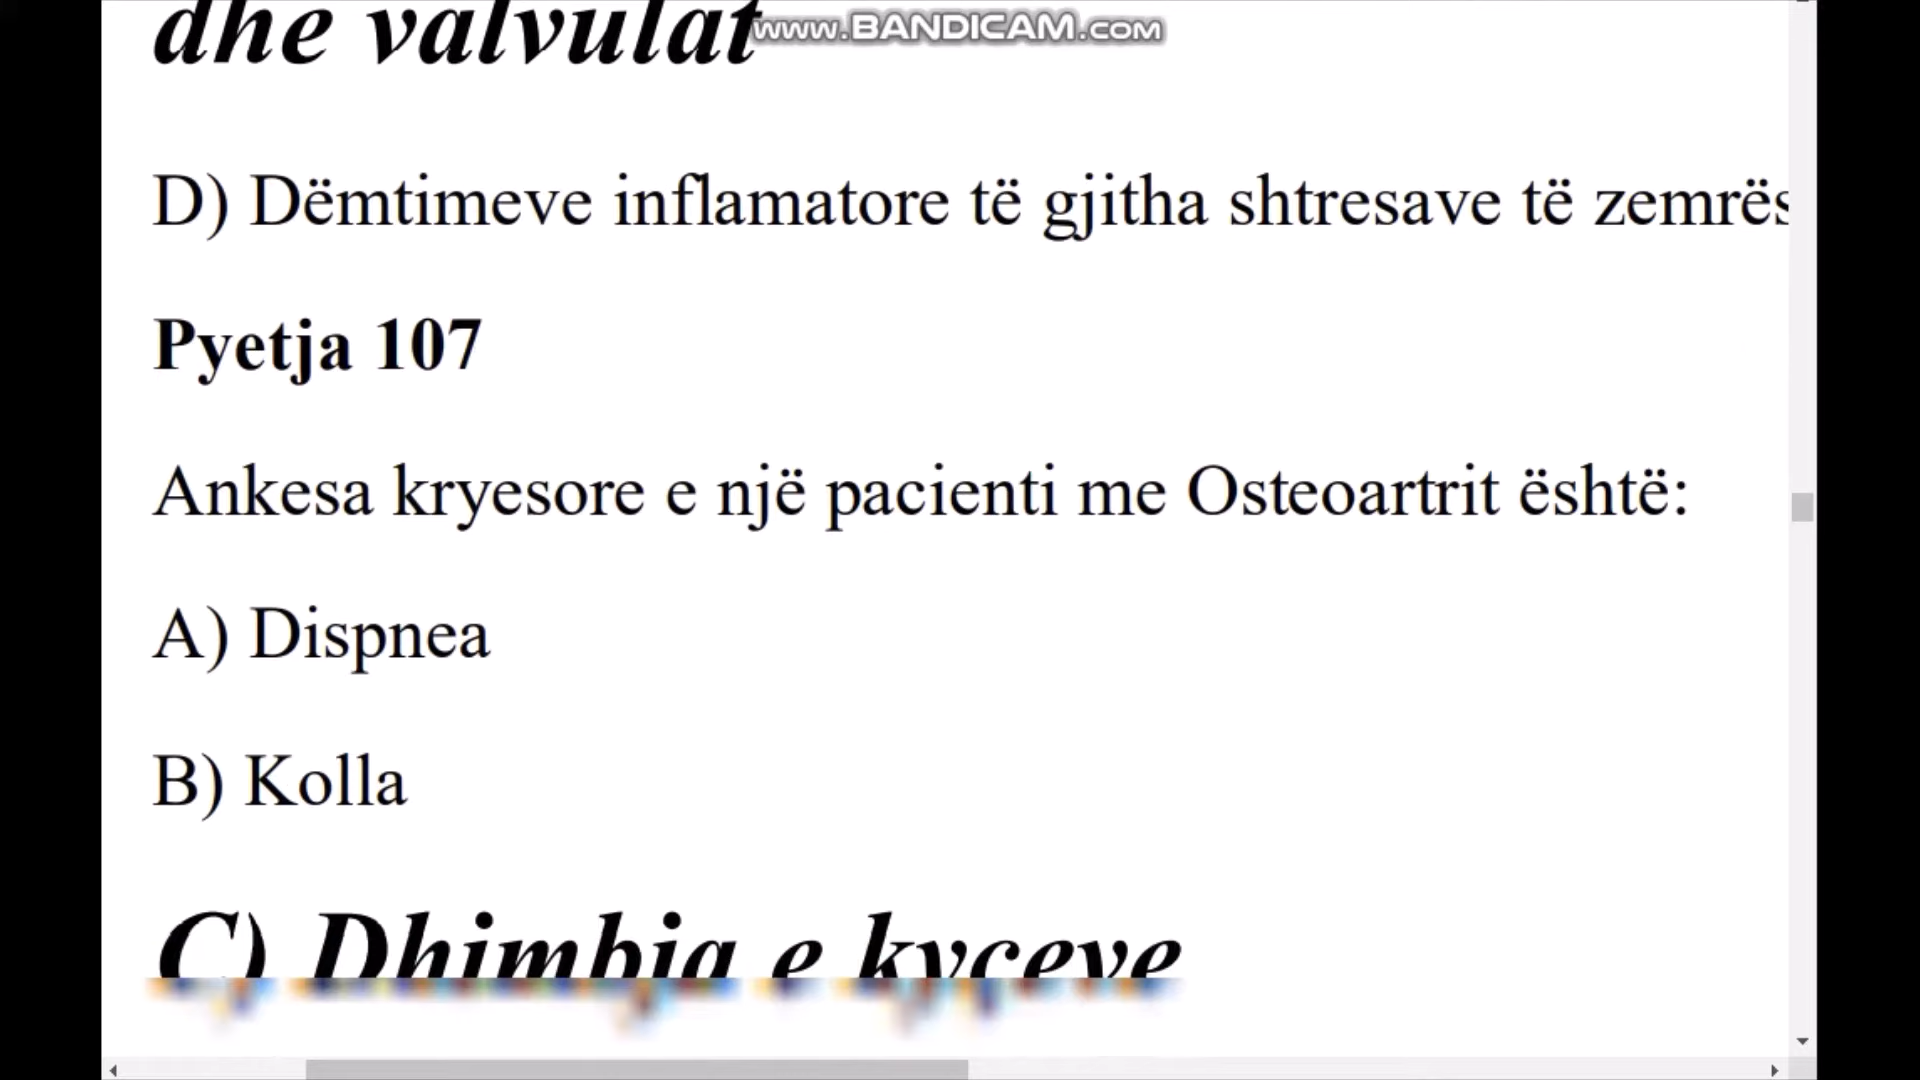 dhe valvulat
www.BANDICAM.com
D) Dëmtimeve inflamatore të gjitha shtresave të zemrës
Pyetja 107
Ankesa kryesore e një pacienti me Osteoartrit është:
A) Dispnea
B) Kolla
C) Dhimbja e kyçeve